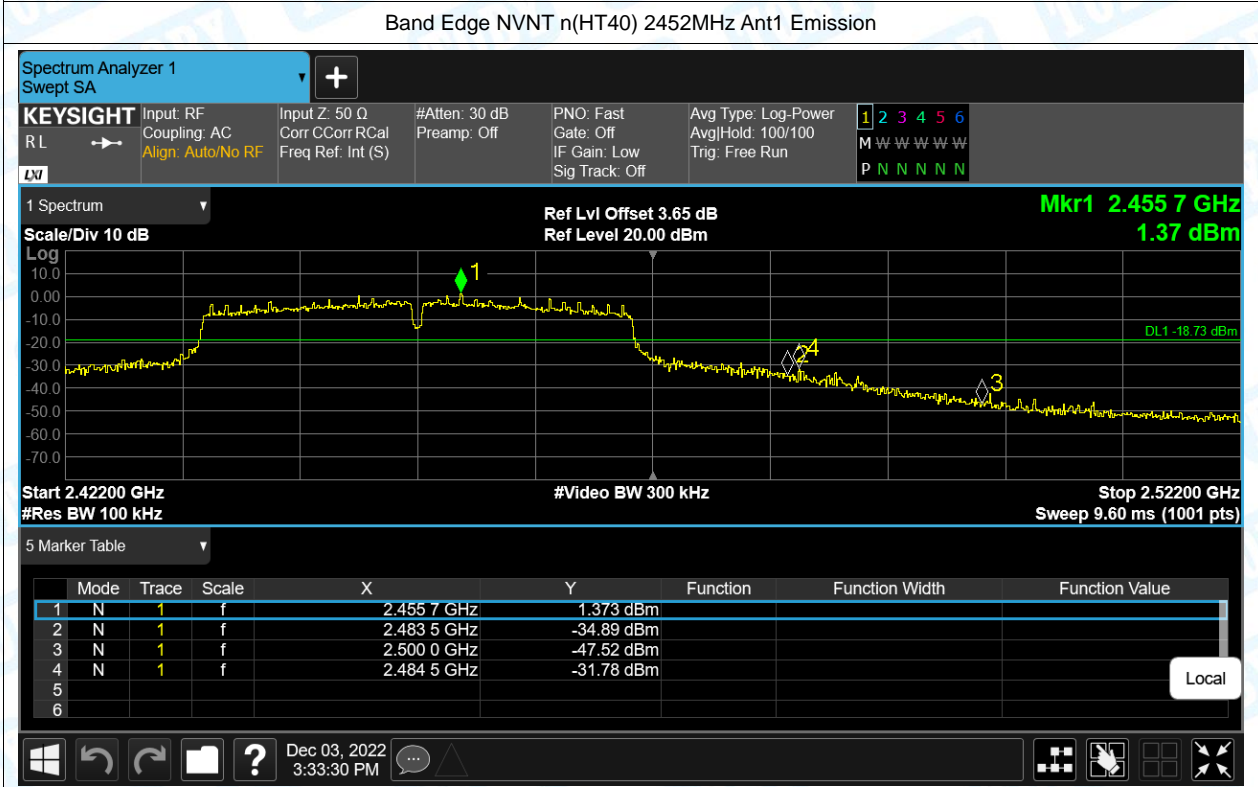 Band Edge NVNT n(HT40) 2452MHz Ant1 Emission
Spectrum Analyzer 1
Swept SA
+
KEYSIGHT
RL
LXI
Input: RF
Coupling: AC
Align: Auto/No RF
Input Z: 50 Ω
Corr CCorr RCal
Freq Ref: Int (S)
#Atten: 30 dB
Preamp: Off
PNO: Fast
Gate: Off
IF Gain: Low
Sig Track: Off
Avg Type: Log-Power
Avg|Hold: 100/100
Trig: Free Run
1 2 3 4 5 6
M W W W W W W
P N N N N N
1 Spectrum
Scale/Div 10 dB
Ref Lvl Offset 3.65 dB
Ref Level 20.00 dBm
Mkr1 2.455 7 GHz
1.37 dBm
Log
10.0
0.00
-10.0
-20.0
-30.0
-40.0
-50.0
-60.0
-70.0
1
2
4
3
DL1 -18.73 dBm
Start 2.42200 GHz
#Res BW 100 kHz
#Video BW 300 kHz
Stop 2.52200 GHz
Sweep 9.60 ms (1001 pts)
5 Marker Table
Mode Trace Scale X Y Function Function Width Function Value
1 N 1 f 2.455 7 GHz 1.373 dBm
2 N 1 f 2.483 5 GHz -34.89 dBm
3 N 1 f 2.500 0 GHz -47.52 dBm
4 N 1 f 2.484 5 GHz -31.78 dBm
5
6
Local
?
Dec 03, 2022
3:33:30 PM